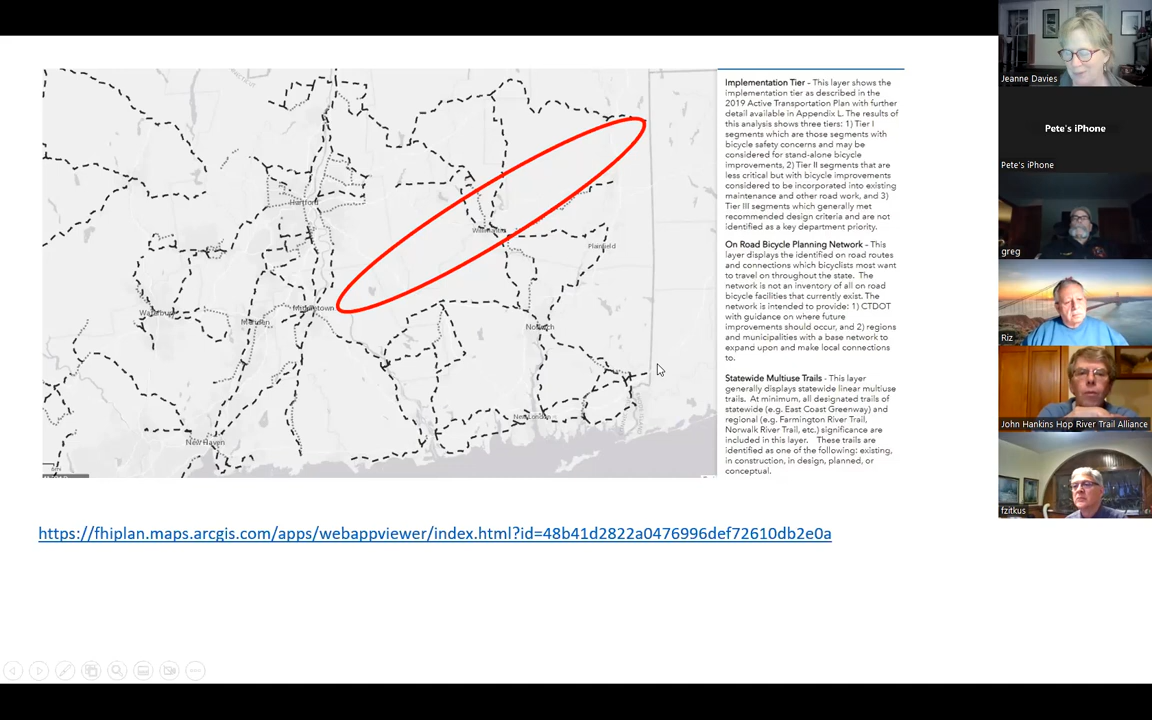 Hartford
Willimantic
Plainfield
Waterbury
Meriden
Middletown
Norwich
New London
New Haven
Implementation Tier - This layer shows the
implementation tier as described in the
2019 Active Transportation Plan with further
detail available in Appendix L. The results of
this analysis shows three tiers: 1) Tier I
segments which are those segments with
bicycle safety concerns and may be
considered for stand-alone bicycle
improvements, 2) Tier II segments that are
less critical but with bicycle improvements
considered to be incorporated into existing
maintenance and other road work, and 3)
Tier III segments which generally met
recommended design criteria and are not
identified as a key department priority.
On Road Bicycle Planning Network - This
layer displays the identified on road routes
and connections which bicyclists most want
to travel on throughout the state. The
network is not an inventory of all on road
bicycle facilities that currently exist. The
network is intended to provide: 1) CTDOT
with guidance on where future
improvements should occur, and 2) regions
and municipalities with a base network to
expand upon and make local connections
to.
Statewide Multiuse Trails - This layer
generally displays statewide linear multiuse
trails. At minimum, all designated trails of
statewide (e.g. East Coast Greenway) and
regional (e.g. Farmington River Trail,
Norwalk River Trail, etc.) significance are
included in this layer. These trails are
identified as one of the following: existing,
in construction, in design, planned, or
conceptual.
https://fhiplan.maps.arcgis.com/apps/webappviewer/index.html?id=48b41d2822a0476996def72610db2e0a
Jeanne Davies
Pete's iPhone
Pete's iPhone
greg
Riz
John Hankins Hop River Trail Alliance
fzitkus